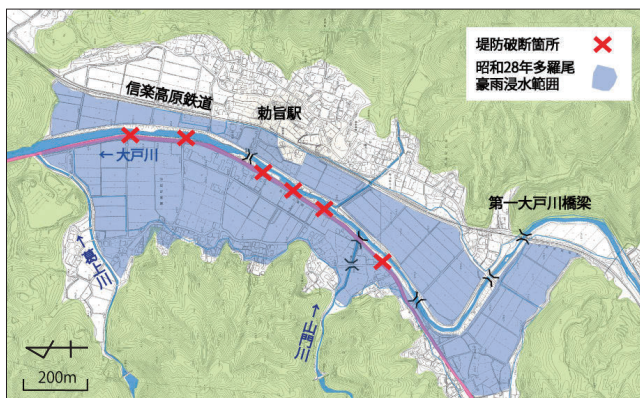 堤防破断箇所
昭和28年多羅尾
豪雨浸水範囲
信楽高原鉄道
勅旨駅
←大戸川
第一大戸川橋梁
←葛上川
←山門川
200m